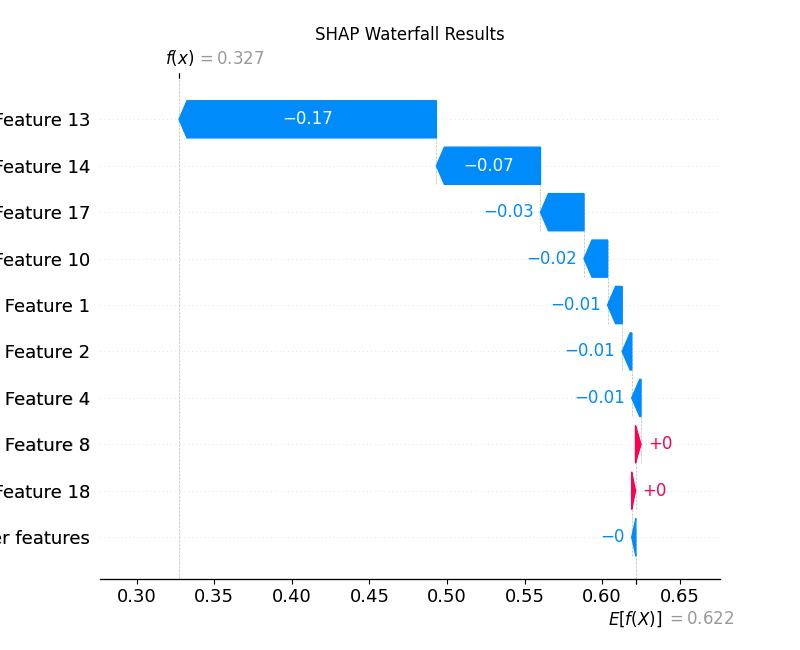 SHAP Waterfall Results
f(x) = 0.327
Feature 13 −0.17
Feature 14 −0.07
Feature 17 −0.03
Feature 10 −0.02
Feature 1 −0.01
Feature 2 −0.01
Feature 4 −0.01
Feature 8 +0
Feature 18 +0
er features −0
0.30 0.35 0.40 0.45 0.50 0.55 0.60 0.65
E[f(X)] = 0.622